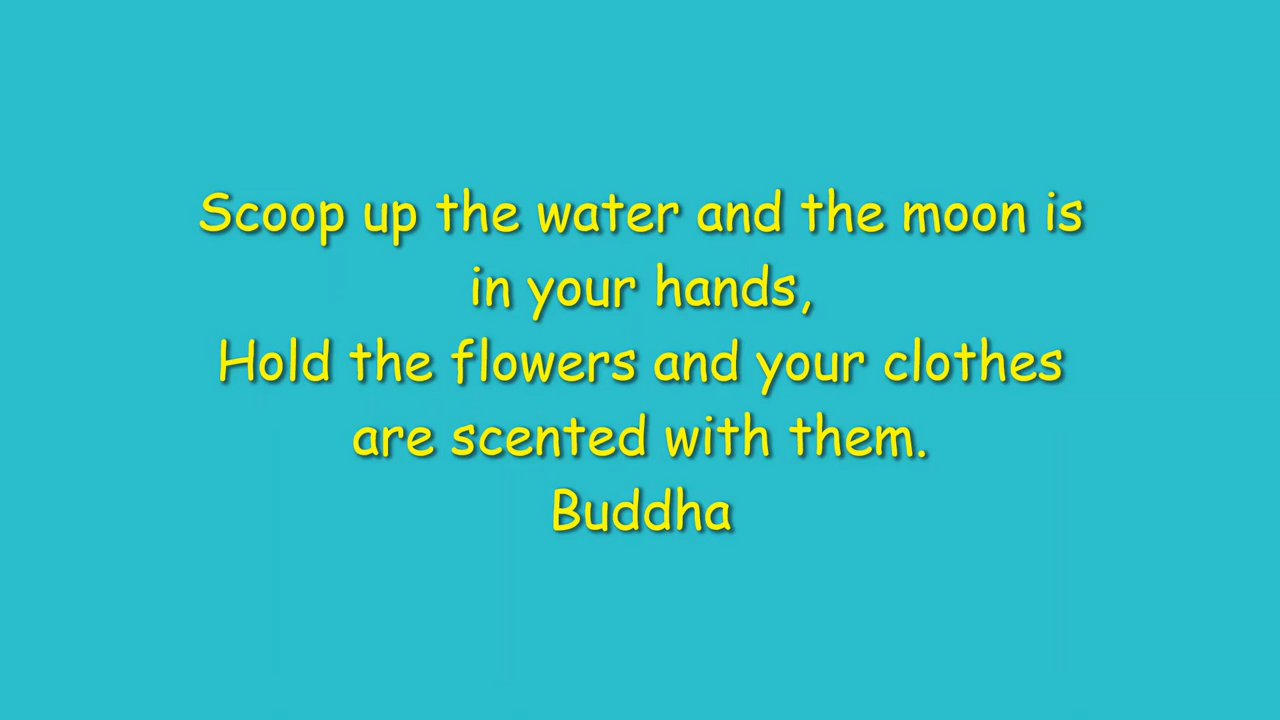 Scoop up the water and the moon is
in your hands,
Hold the flowers and your clothes
are scented with them.
Buddha